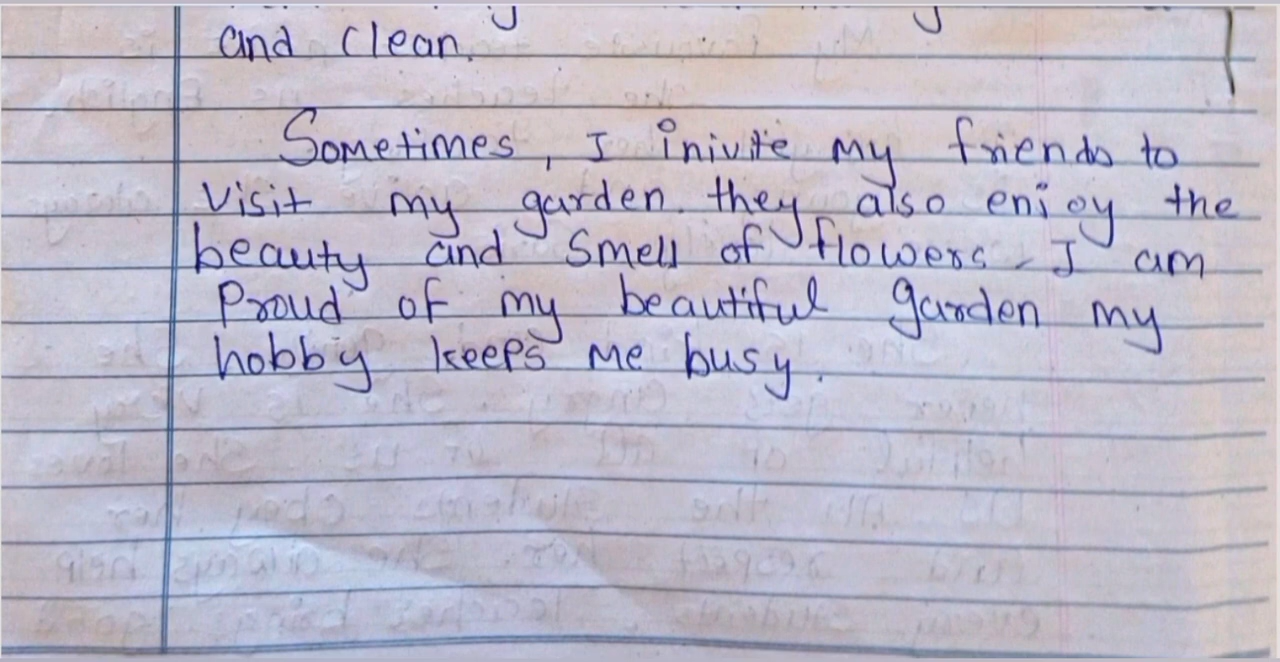 and clean.
Sometimes, I inivite my friends to
visit my garden. they also enjoy the
beauty and smell of flowers. I am
Proud of my beautiful garden my
hobby keeps me busy.